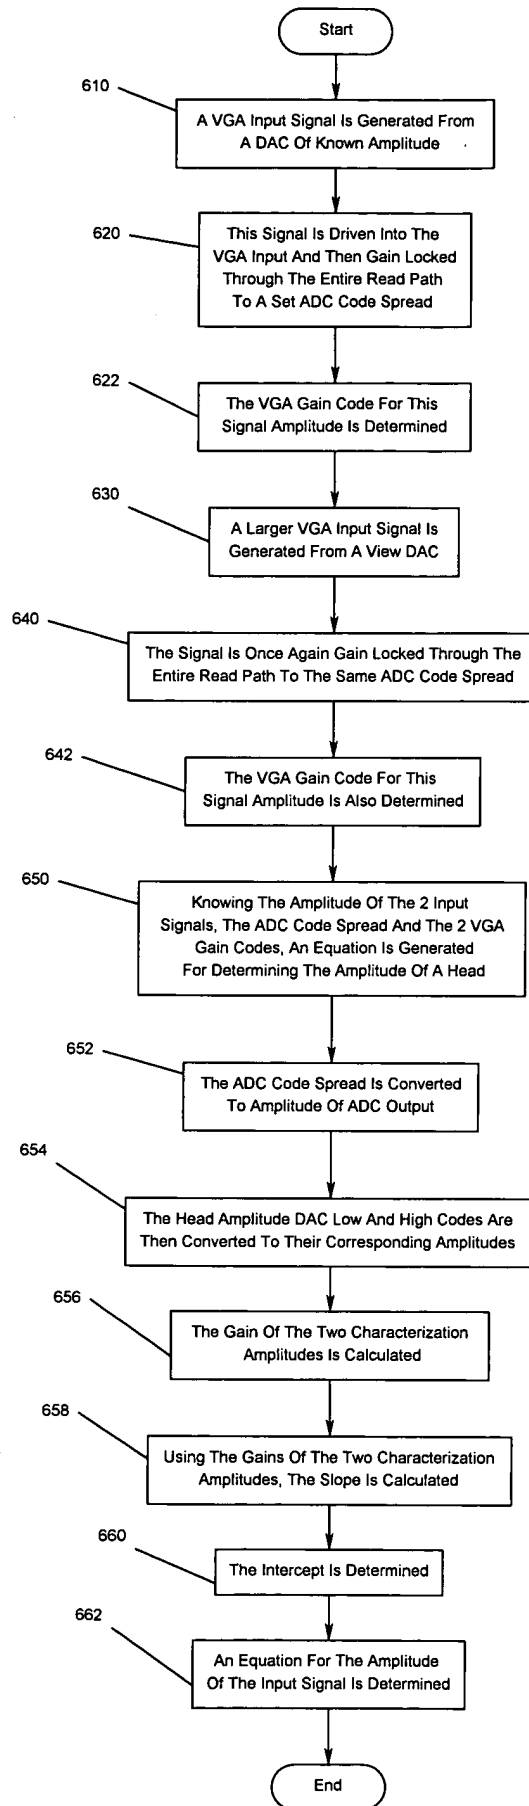 Start
610
A VGA Input Signal Is Generated From
A DAC Of Known Amplitude
620
This Signal Is Driven Into The
VGA Input And Then Gain Locked
Through The Entire Read Path
To A Set ADC Code Spread
622
The VGA Gain Code For This
Signal Amplitude Is Determined
630
A Larger VGA Input Signal Is
Generated From A View DAC
640
The Signal Is Once Again Gain Locked Through The
Entire Read Path To The Same ADC Code Spread
642
The VGA Gain Code For This
Signal Amplitude Is Also Determined
650
Knowing The Amplitude Of The 2 Input
Signals, The ADC Code Spread And The 2 VGA
Gain Codes, An Equation Is Generated
For Determining The Amplitude Of A Head
652
The ADC Code Spread Is Converted
To Amplitude Of ADC Output
654
The Head Amplitude DAC Low And High Codes Are
Then Converted To Their Corresponding Amplitudes
656
The Gain Of The Two Characterization
Amplitudes Is Calculated
658
Using The Gains Of The Two Characterization
Amplitudes, The Slope Is Calculated
660
The Intercept Is Determined
662
An Equation For The Amplitude
Of The Input Signal Is Determined
End